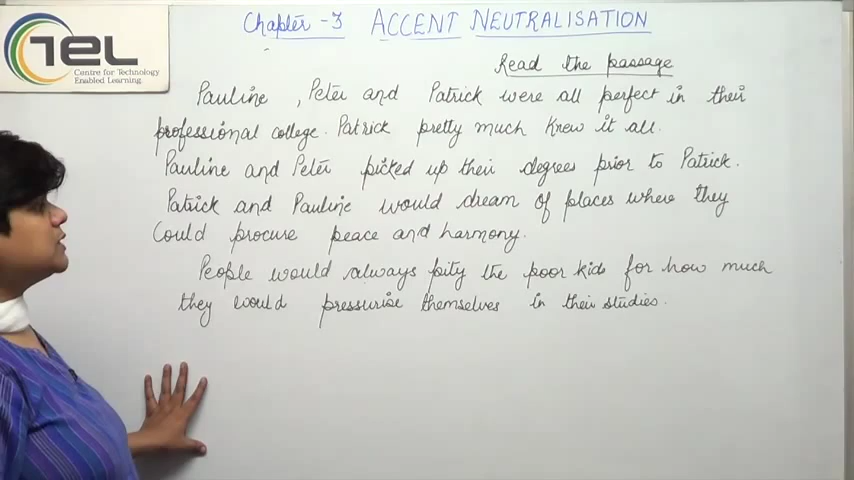 TEL
Centre for Technology
Enabled Learning
Chapter - 3 ACCENT NEUTRALISATION
Read the passage
Pauline, Peter and Patrick were all perfect in their
professional college. Patrick pretty much knew it all.
Pauline and Peter picked up their degrees prior to Patrick.
Patrick and Pauline would dream of places where they
could procure peace and harmony.
People would always pity the poor kids for how much
they would pressurise themselves in their studies.